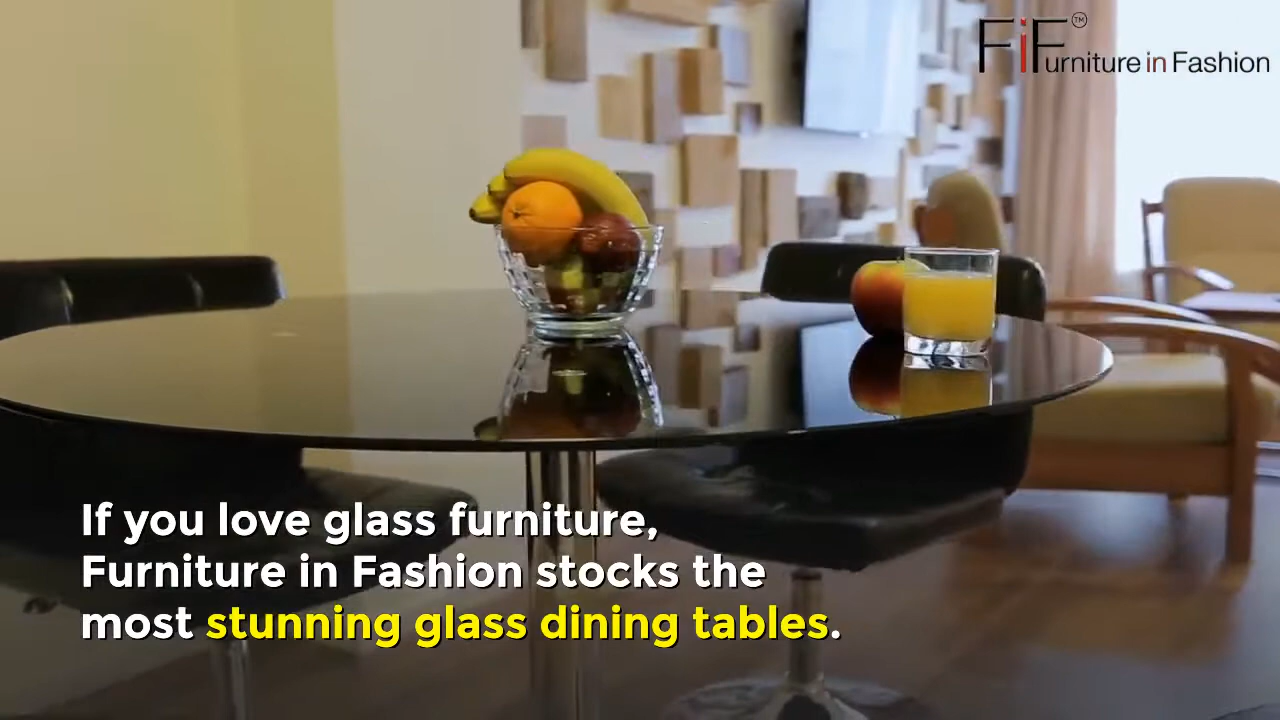 FiF™
Furniture in Fashion
If you love glass furniture,
Furniture in Fashion stocks the
most stunning glass dining tables.